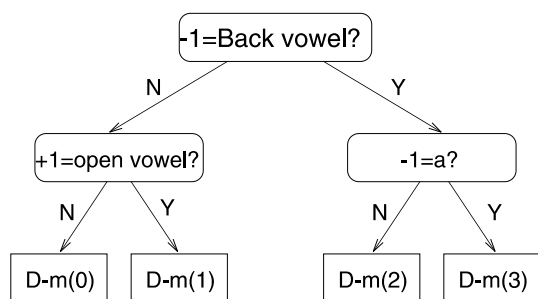 -1=Back vowel?
N
Y
+1=open vowel?
-1=a?
N
Y
N
Y
D-m(0)
D-m(1)
D-m(2)
D-m(3)